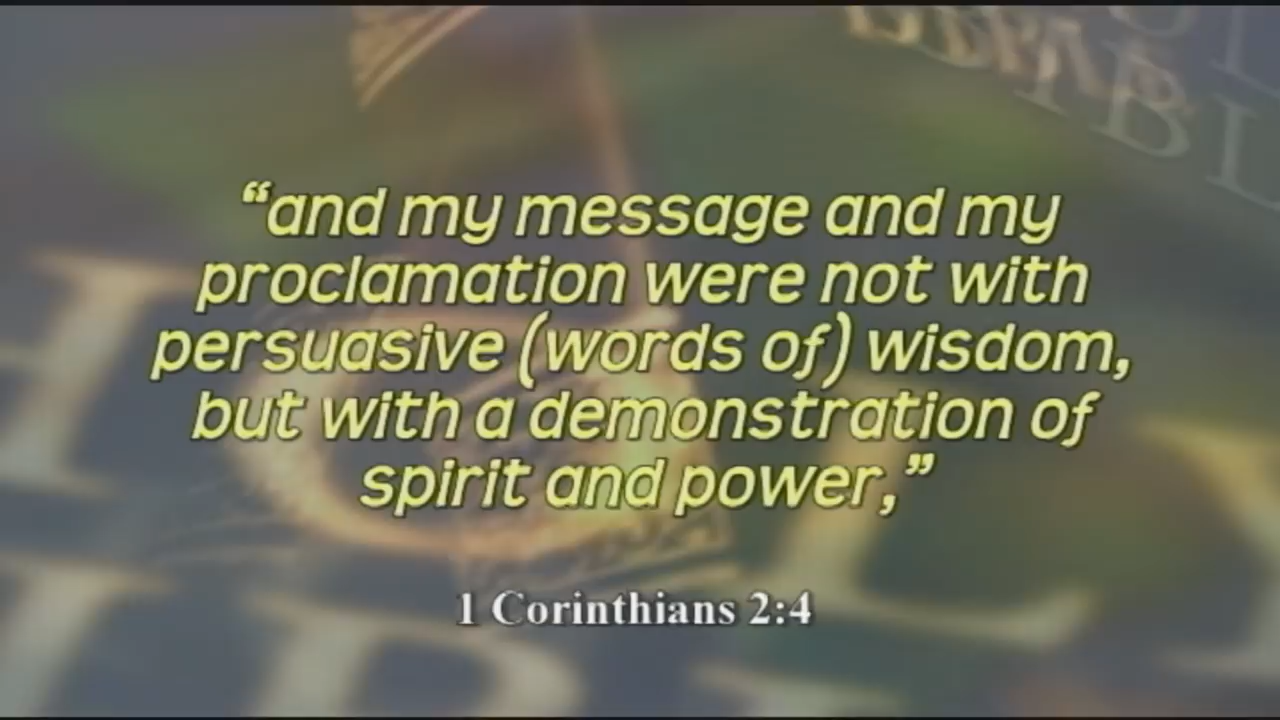 “and my message and my
proclamation were not with
persuasive (words of) wisdom,
but with a demonstration of
spirit and power,”
1 Corinthians 2:4